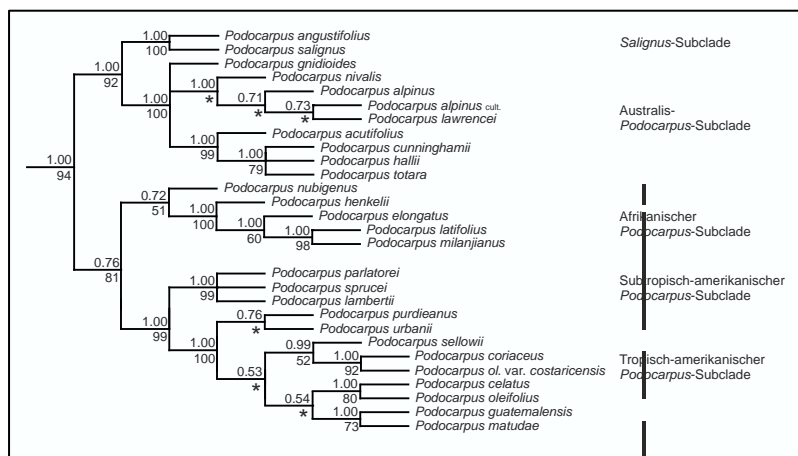 1.00
94
1.00
92
1.00
100
Podocarpus angustifolius
Podocarpus salignus
Salignus-Subclade
1.00
100
Podocarpus gnidioides
1.00
*
Podocarpus nivalis
0.71
*
Podocarpus alpinus
0.73
*
Podocarpus alpinus cult.
Podocarpus lawrencei
Australis-
Podocarpus-Subclade
1.00
99
Podocarpus acutifolius
1.00
79
Podocarpus cunninghamii
Podocarpus hallii
Podocarpus totara
0.76
81
0.72
51
Podocarpus nubigenus
1.00
100
Podocarpus henkelii
1.00
60
Podocarpus elongatus
1.00
98
Podocarpus latifolius
Podocarpus milanjianus
Afrikanischer
Podocarpus-Subclade
1.00
99
1.00
99
Podocarpus parlatorei
Podocarpus sprucei
Podocarpus lambertii
Subtropisch-amerikanischer
Podocarpus-Subclade
1.00
100
0.76
*
Podocarpus purdieanus
Podocarpus urbanii
0.53
*
0.99
52
Podocarpus sellowii
1.00
92
Podocarpus coriaceus
Podocarpus ol. var. costaricensis
Tropisch-amerikanischer
Podocarpus-Subclade
0.54
*
1.00
80
Podocarpus celatus
Podocarpus oleifolius
1.00
73
Podocarpus guatemalensis
Podocarpus matudae